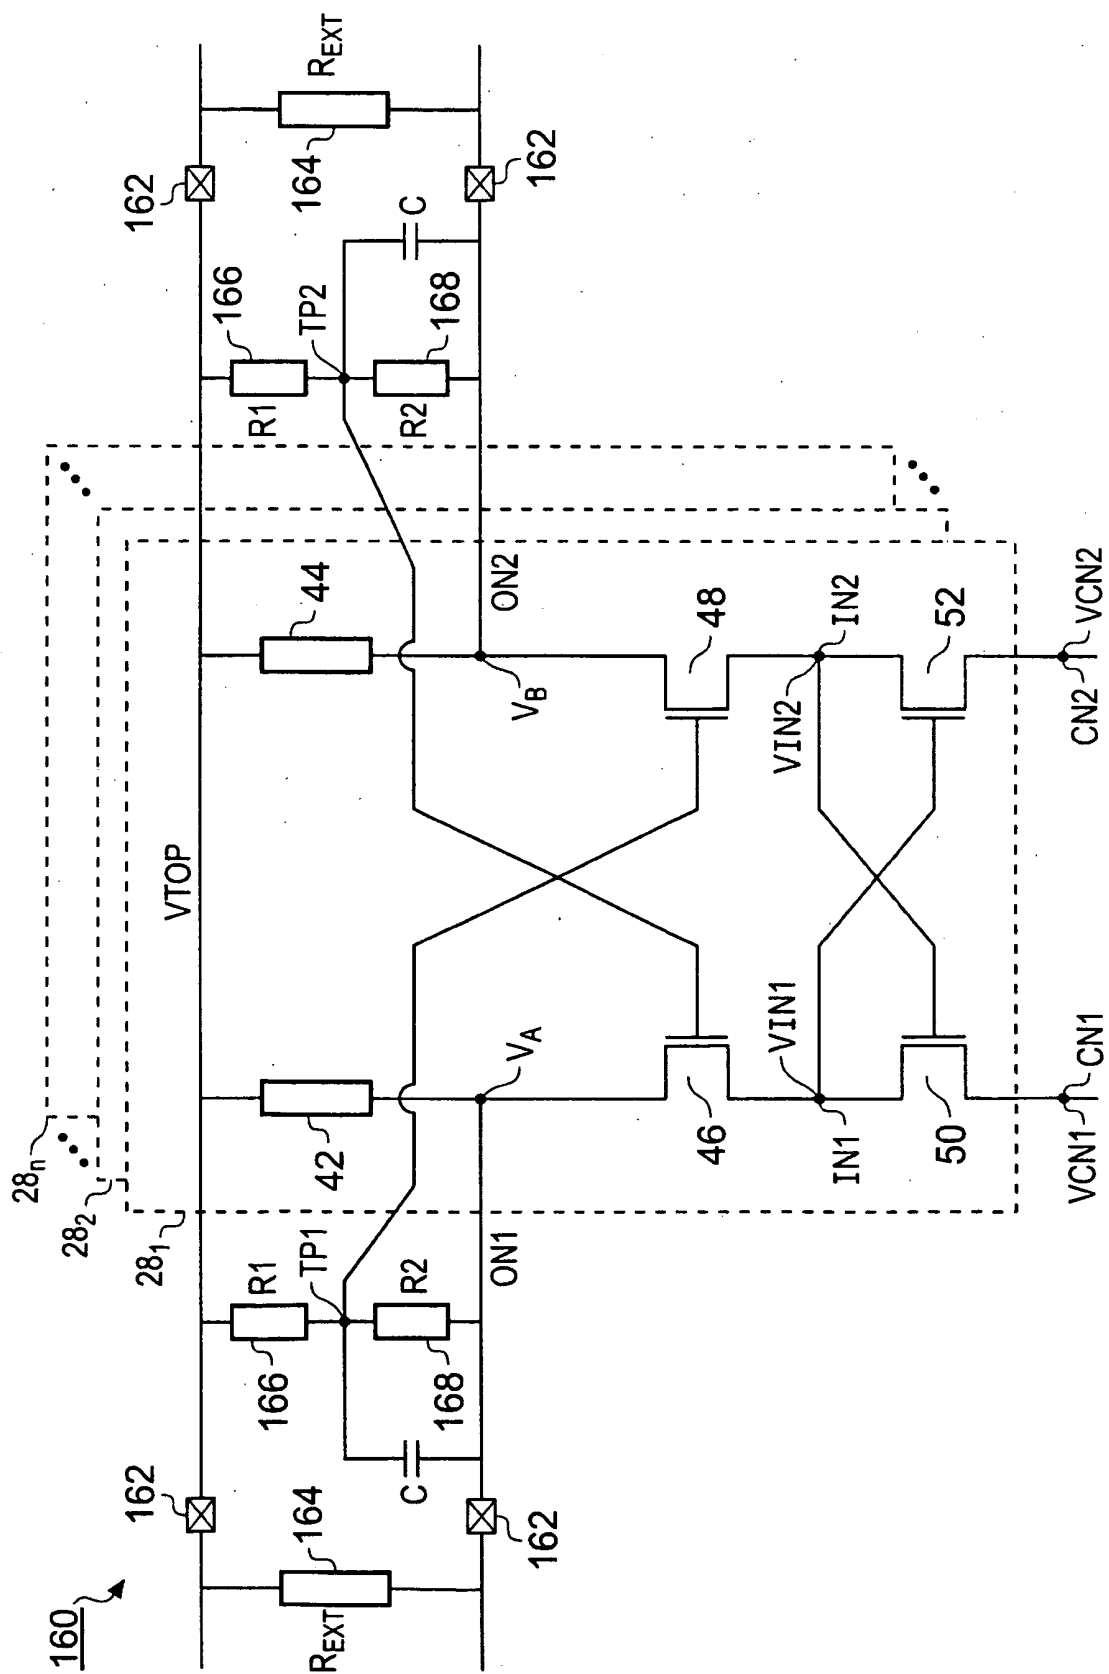 160
162
162
R_EXT
164
164
R_EXT
28_n
28_2
28_1
VTOP
R1
166
TP1
R2
168
C
162
166
R1
TP2
R2
168
C
162
42
44
ON1
V_A
V_B
ON2
46
48
VIN1
IN1
VIN2
IN2
50
52
VCN1
CN1
CN2
VCN2